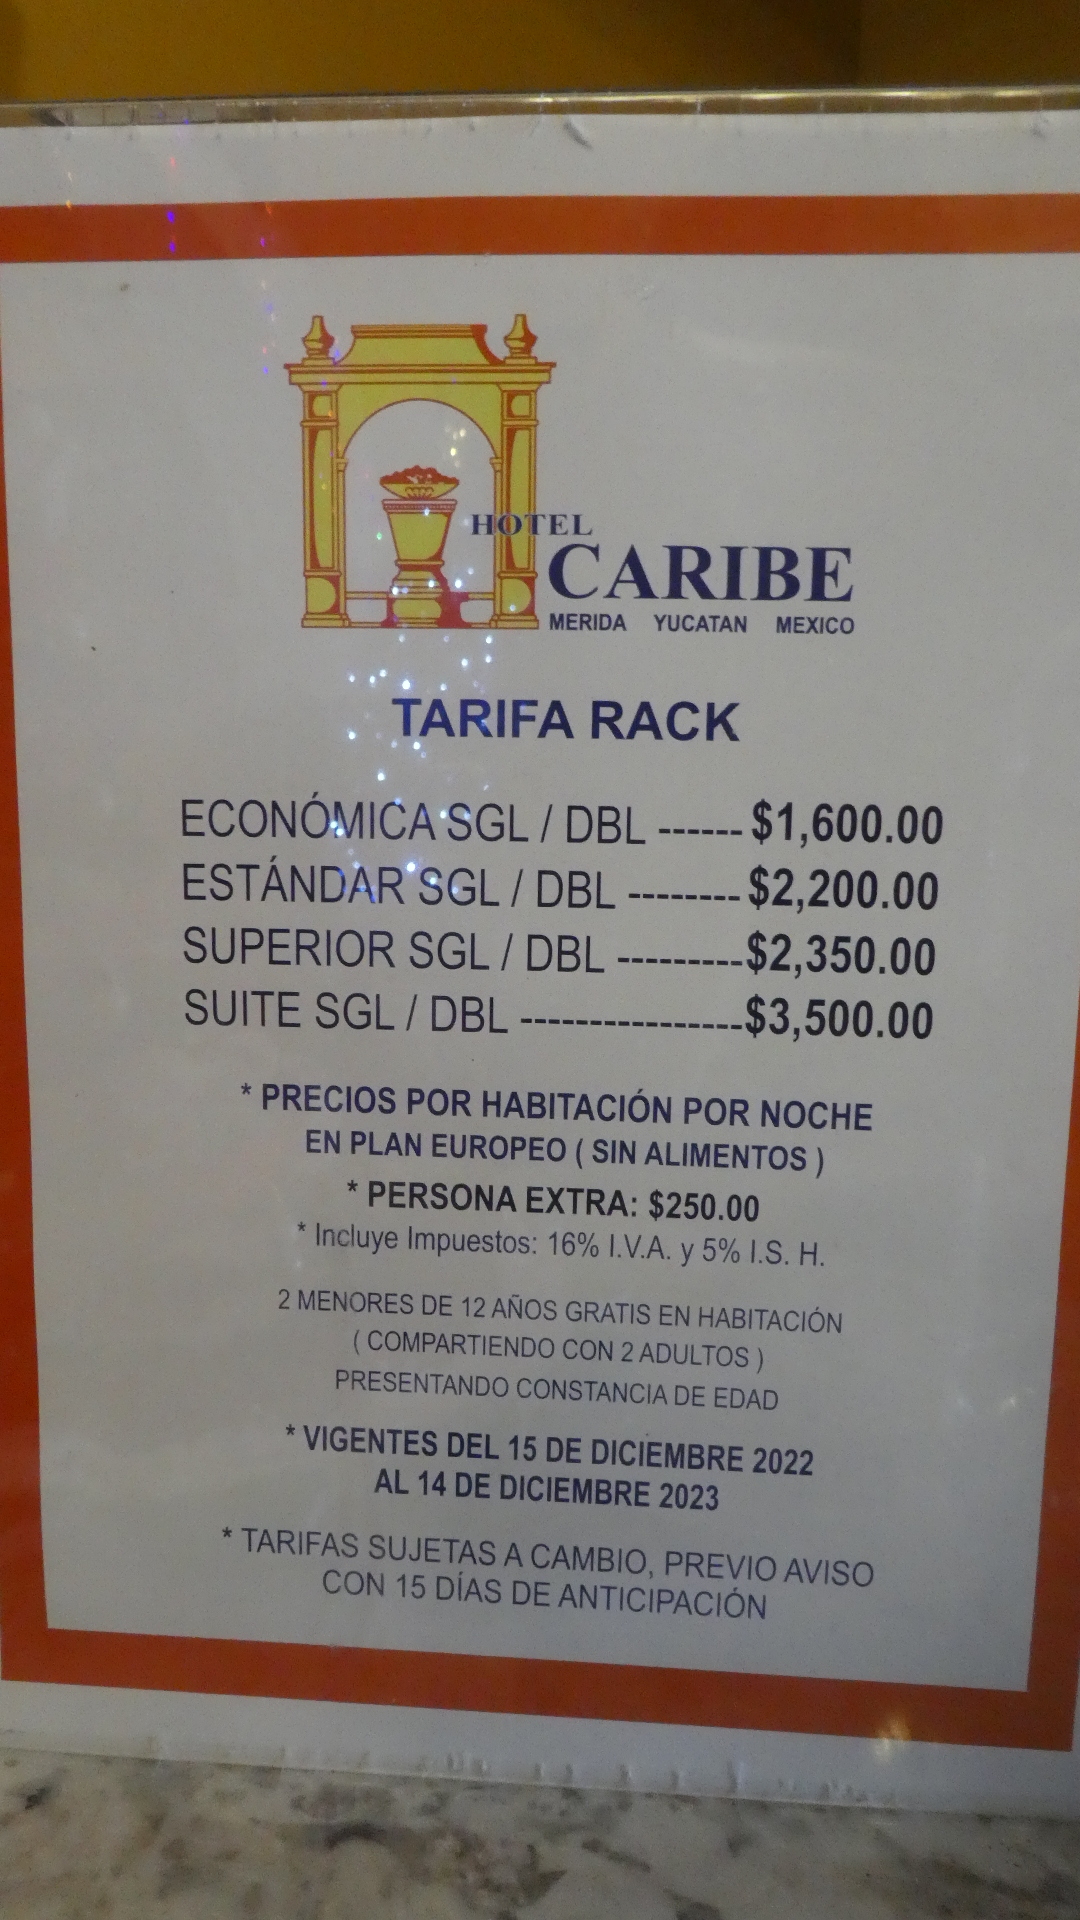 HOTEL
CARIBE
MERIDA YUCATAN MEXICO
TARIFA RACK
ECONÓMICA SGL / DBL ------ $1,600.00
ESTÁNDAR SGL / DBL -------- $2,200.00
SUPERIOR SGL / DBL ---------$2,350.00
SUITE SGL / DBL ----------------$3,500.00
* PRECIOS POR HABITACIÓN POR NOCHE
EN PLAN EUROPEO ( SIN ALIMENTOS )
* PERSONA EXTRA: $250.00
* Incluye Impuestos: 16% I.V.A. y 5% I.S. H.
2 MENORES DE 12 AÑOS GRATIS EN HABITACIÓN
( COMPARTIENDO CON 2 ADULTOS )
PRESENTANDO CONSTANCIA DE EDAD
* VIGENTES DEL 15 DE DICIEMBRE 2022
AL 14 DE DICIEMBRE 2023
* TARIFAS SUJETAS A CAMBIO, PREVIO AVISO
CON 15 DÍAS DE ANTICIPACIÓN